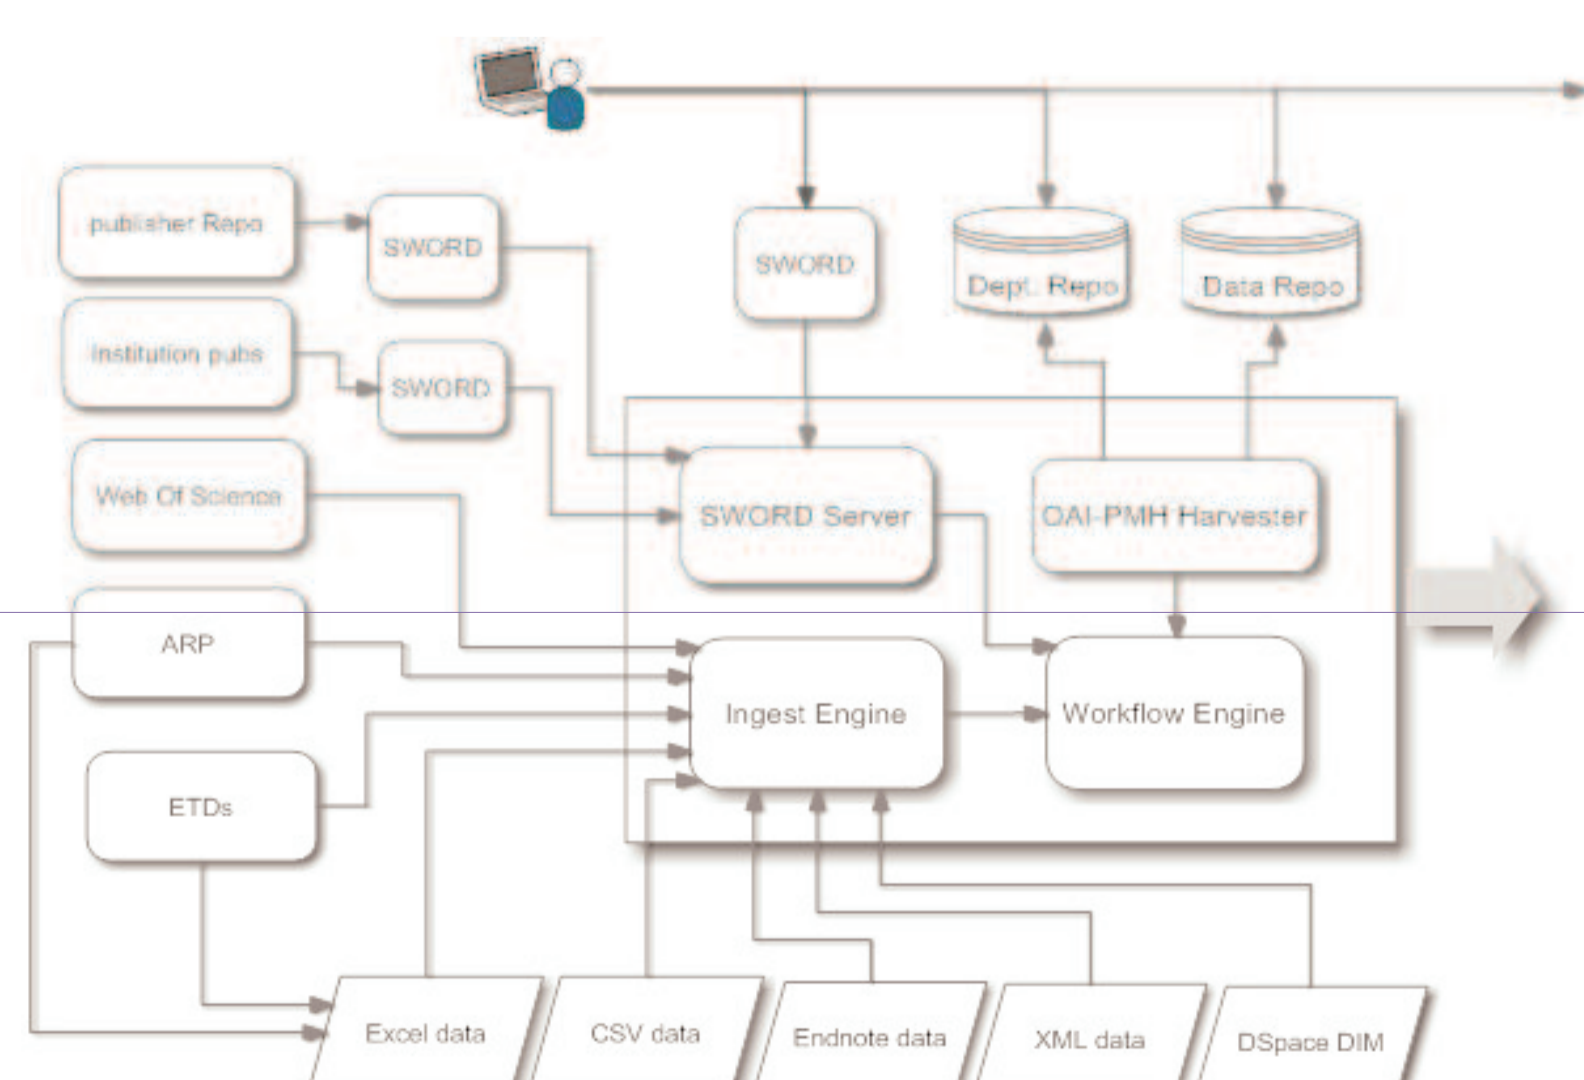 publisher Repo
SWORD
SWORD
Dept. Repo
Data Repo
Institution pubs
SWORD
Web Of Science
SWORD Server
OAI-PMH Harvester
ARP
Ingest Engine
Workflow Engine
ETDs
Excel data
CSV data
Endnote data
XML data
DSpace DIM